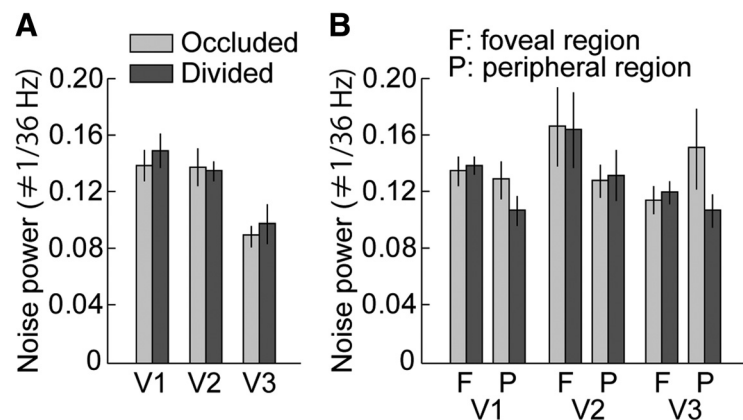 A
Occluded
Divided
Noise power (≠ 1/36 Hz)
0.20
0.16
0.12
0.08
0.04
0
V1 V2 V3
B
F: foveal region
P: peripheral region
Noise power (≠ 1/36 Hz)
0.20
0.16
0.12
0.08
0.04
0
F P F P F P
V1 V2 V3